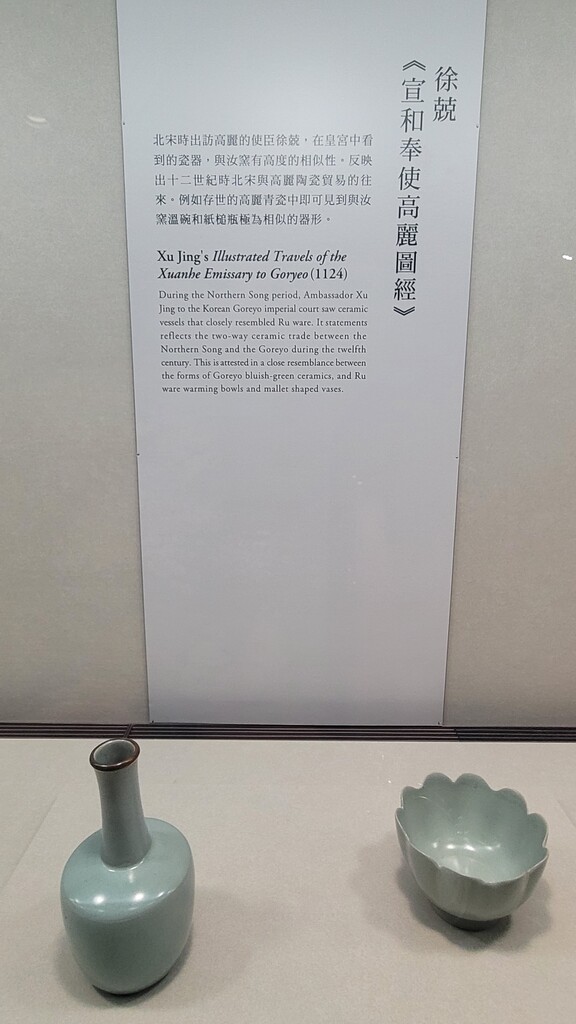 徐兢
《宣和奉使高麗圖經》
北宋時出訪高麗的使臣徐兢，在皇宮中看
到的瓷器，與汝窯有高度的相似性。反映
出十二世紀時北宋與高麗陶瓷貿易的往
來。例如存世的高麗青瓷中即可見到與汝
窯溫碗和紙槌瓶極為相似的器形。
Xu Jing's Illustrated Travels of the
Xuanhe Emissary to Goryeo (1124)
During the Northern Song period, Ambassador Xu
Jing to the Korean Goryeo imperial court saw ceramic
vessels that closely resembled Ru ware. It statements
reflects the two-way ceramic trade between the
Northern Song and the Goryeo during the twelfth
century. This is attested in a close resemblance between
the forms of Goreyo bluish-green ceramics, and Ru
ware warming bowls and mallet shaped vases.